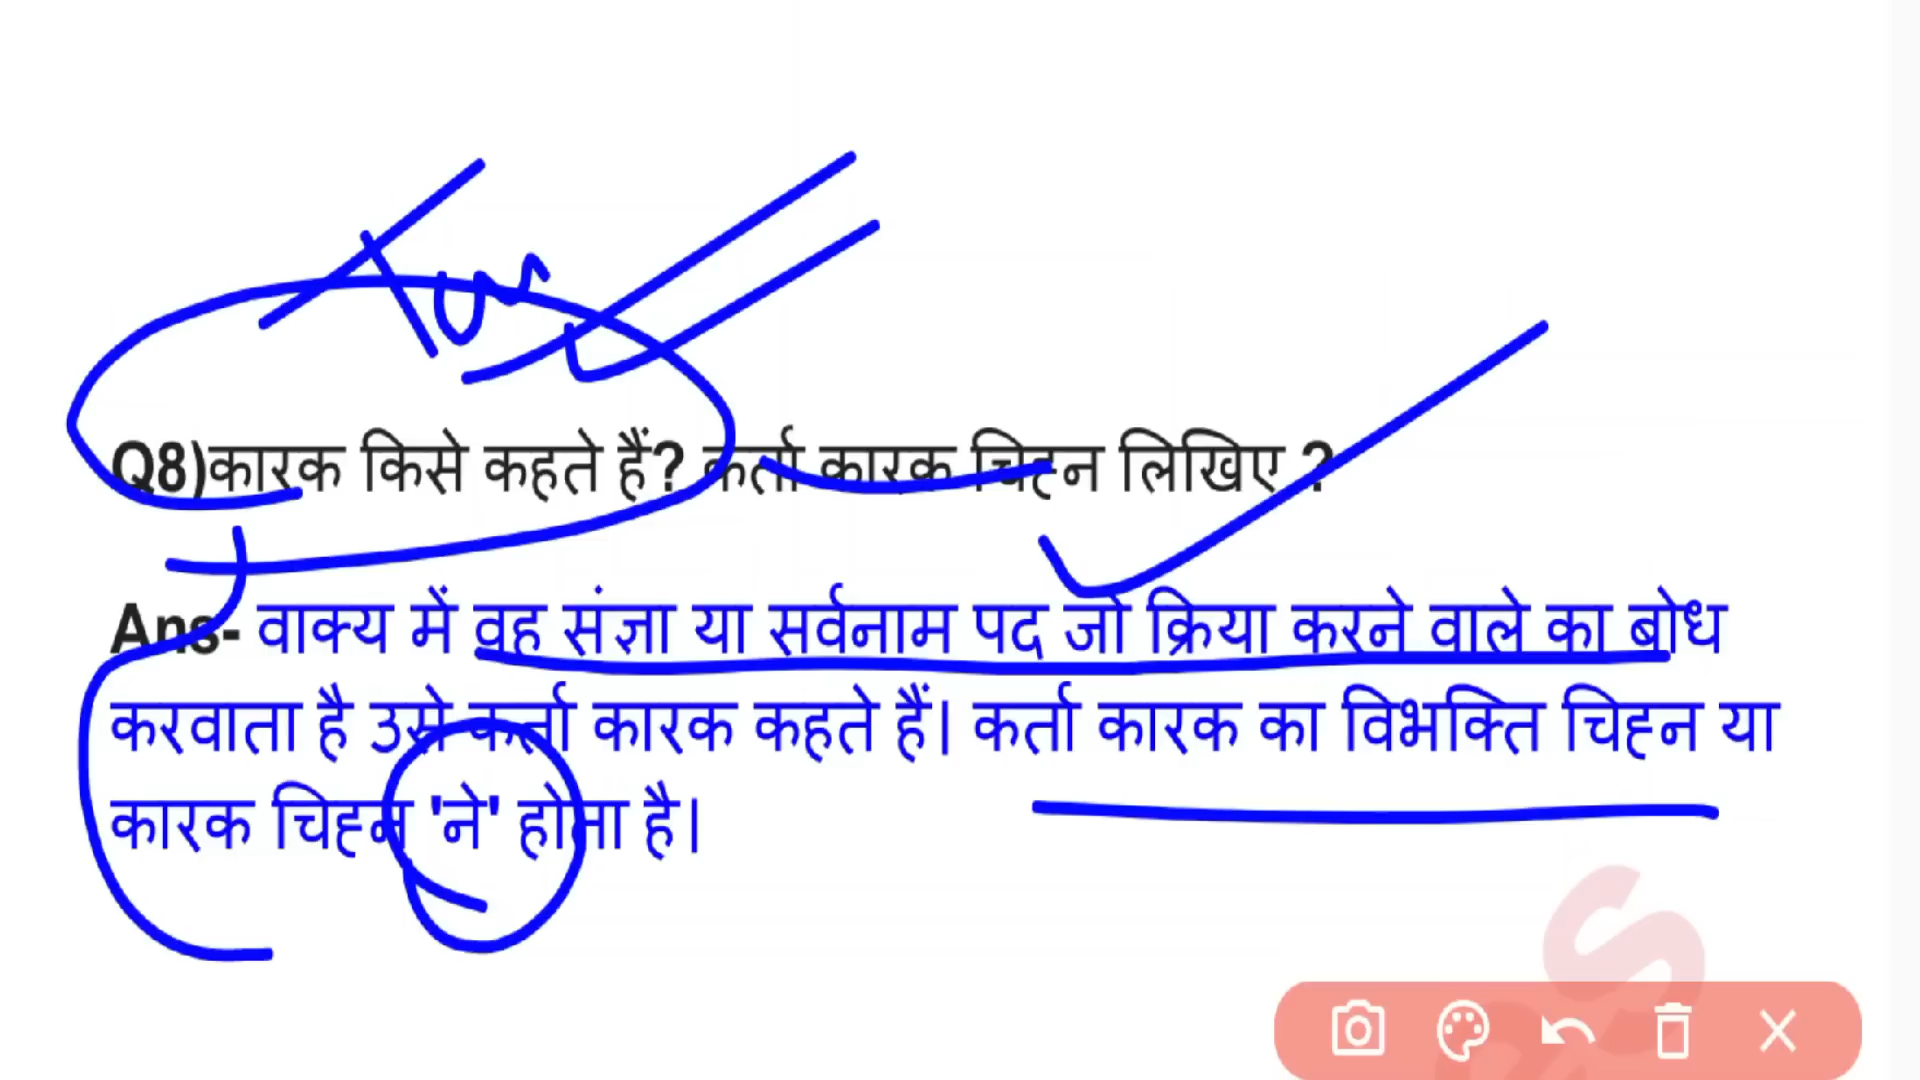 Q8)कारक किसे कहते हैं? कर्ता कारक चिह्न लिखिए ?
Ans- वाक्य में वह संज्ञा या सर्वनाम पद जो क्रिया करने वाले का बोध
करवाता है उसे कर्ता कारक कहते हैं। कर्ता कारक का विभक्ति चिह्न या
कारक चिह्न 'ने' होता है।